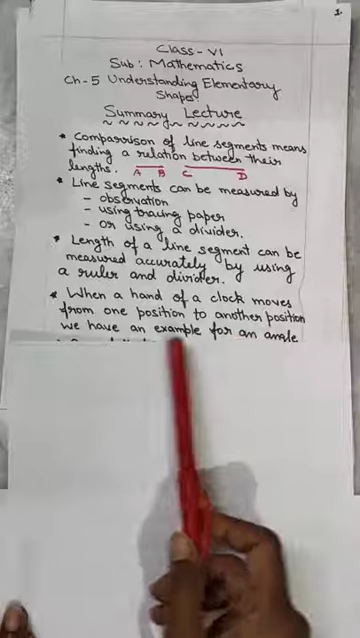 1.
Class - VI
Sub : Mathematics
Ch - 5 Understanding Elementary
Shapes
Summary Lecture
* Comparison of line segments means
finding a relation between their
lengths. A B C D
* Line segments can be measured by
- observation
- using tracing paper
- or using a divider.
* Length of a line segment can be
measured accurately by using
a ruler and divider.
* When a hand of a clock moves
from one position to another position
we have an example for an angle